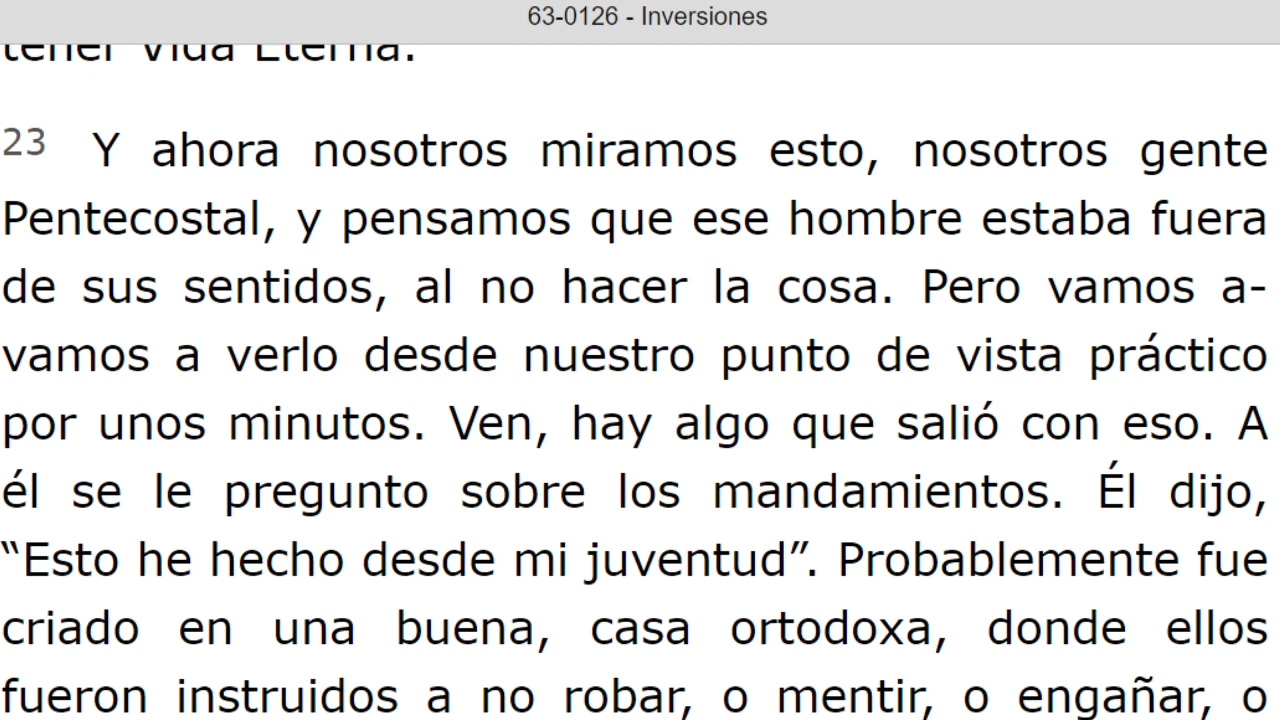 63-0126 - Inversiones
tener Vida Eterna.
23 Y ahora nosotros miramos esto, nosotros gente
Pentecostal, y pensamos que ese hombre estaba fuera
de sus sentidos, al no hacer la cosa. Pero vamos a-
vamos a verlo desde nuestro punto de vista práctico
por unos minutos. Ven, hay algo que salió con eso. A
él se le pregunto sobre los mandamientos. Él dijo,
“Esto he hecho desde mi juventud”. Probablemente fue
criado en una buena, casa ortodoxa, donde ellos
fueron instruidos a no robar, o mentir, o engañar, o